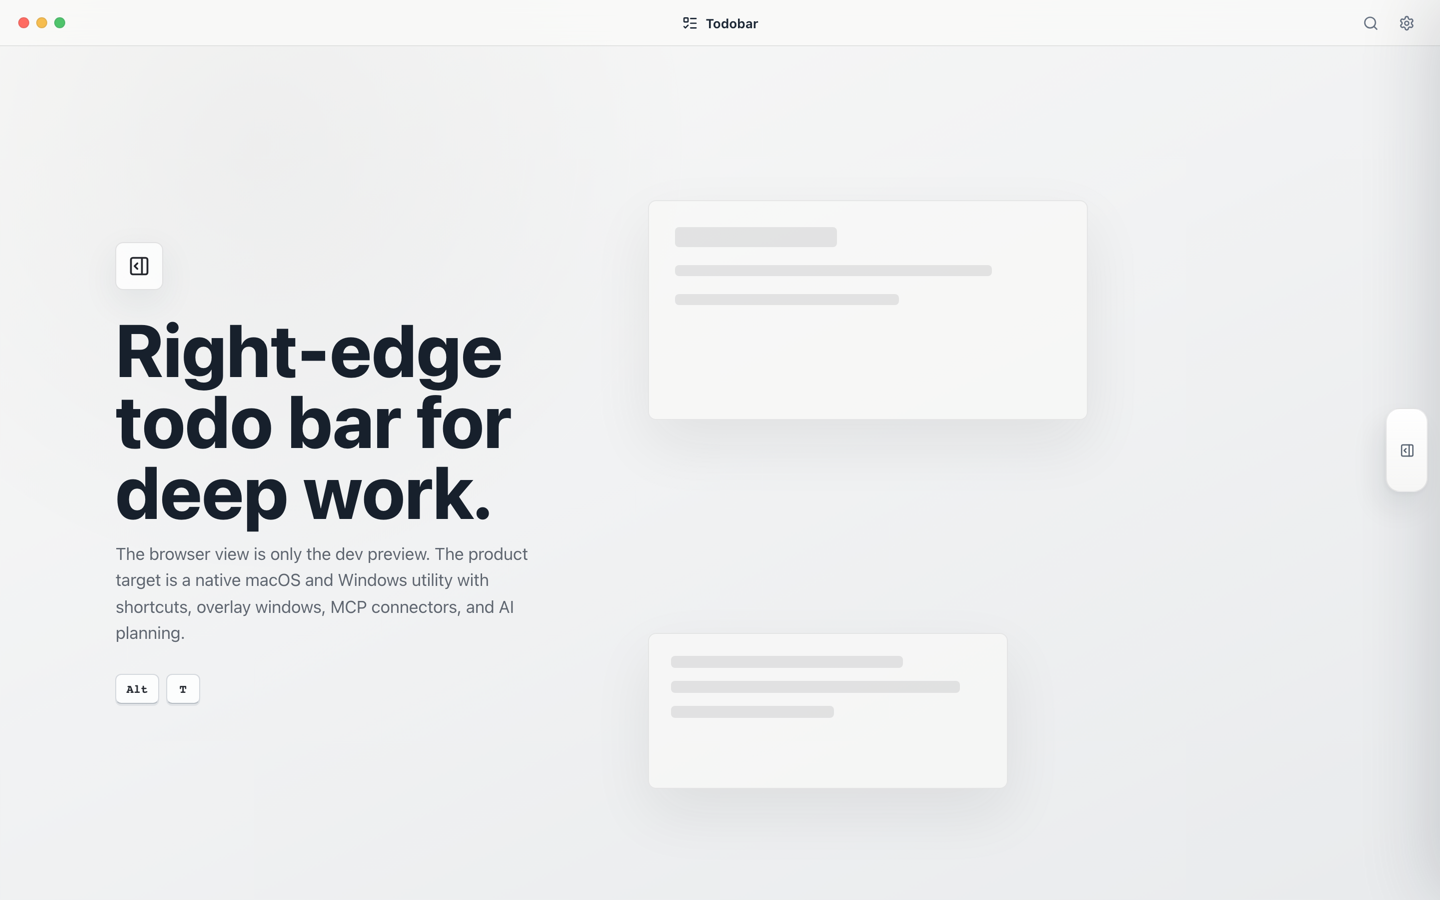 Todobar
Right-edge
todo bar for
deep work.
The browser view is only the dev preview. The product
target is a native macOS and Windows utility with
shortcuts, overlay windows, MCP connectors, and AI
planning.
Alt T